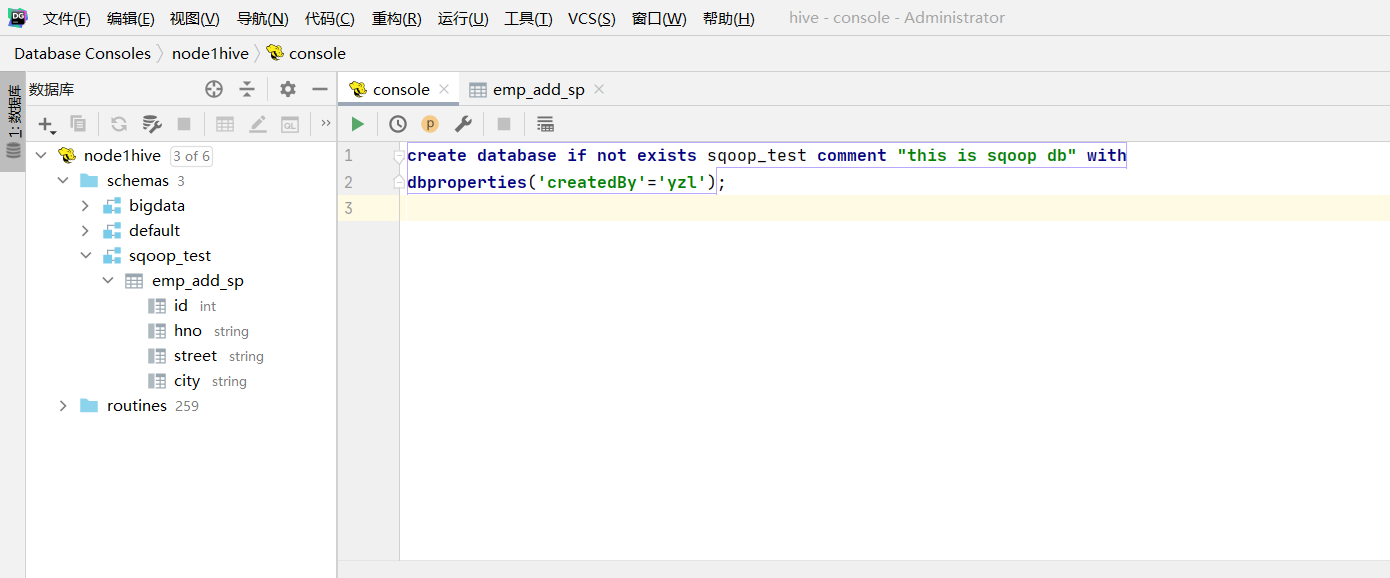 DG 文件(F) 编辑(E) 视图(V) 导航(N) 代码(C) 重构(R) 运行(U) 工具(T) VCS(S) 窗口(W) 帮助(H) hive - console - Administrator
Database Consoles node1hive console
1: 数据库
数据库
console
emp_add_sp
QL
»
p
node1hive 3 of 6
schemas 3
bigdata
default
sqoop_test
emp_add_sp
id int
hno string
street string
city string
routines 259
1 create database if not exists sqoop_test comment "this is sqoop db" with
2 dbproperties('createdBy'='yzl');
3